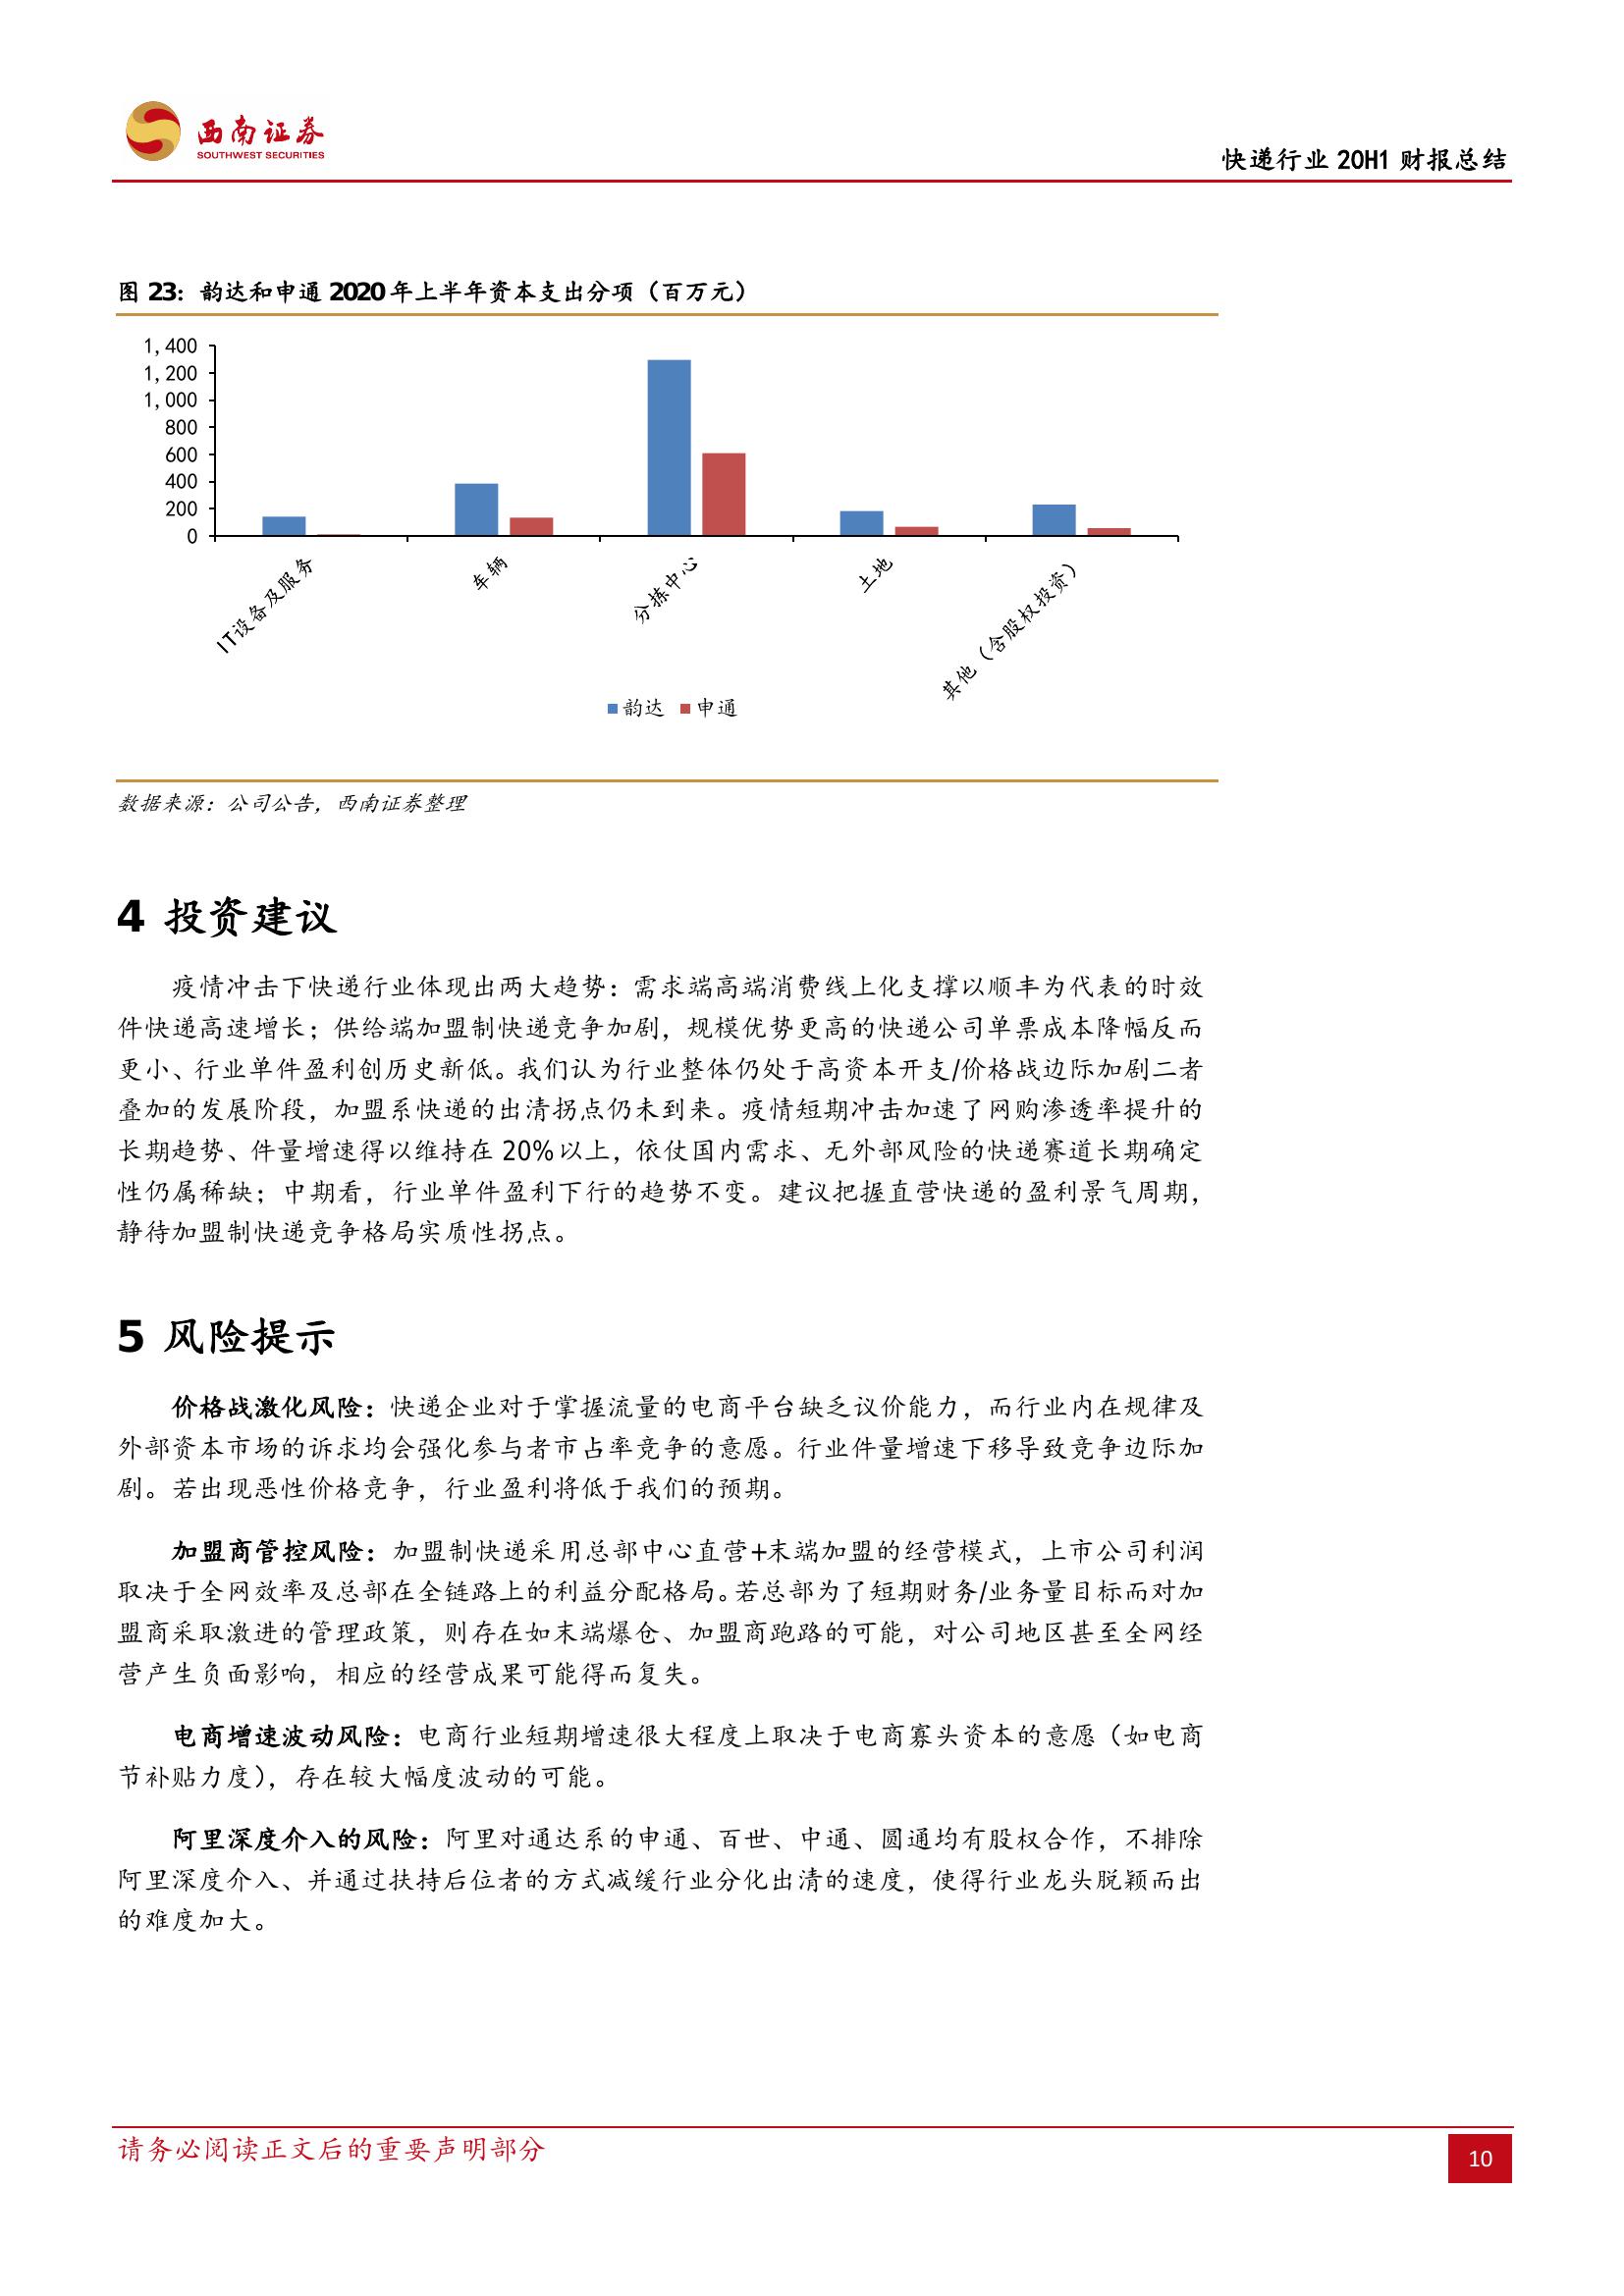 西南证券
SOUTHWEST SECURITIES
快递行业 20H1 财报总结
图 23：韵达和申通 2020 年上半年资本支出分项（百万元）
1,400
1,200
1,000
800
600
400
200
0
IT设备及服务
车辆
分拣中心
土地
其他（含股权投资）
韵达 申通
数据来源：公司公告，西南证券整理
4 投资建议
疫情冲击下快递行业体现出两大趋势：需求端高端消费线上化支撑以顺丰为代表的时效
件快递高速增长；供给端加盟制快递竞争加剧，规模优势更高的快递公司单票成本降幅反而
更小、行业单件盈利创历史新低。我们认为行业整体仍处于高资本开支/价格战边际加剧二者
叠加的发展阶段，加盟系快递的出清拐点仍未到来。疫情短期冲击加速了网购渗透率提升的
长期趋势、件量增速得以维持在 20%以上，依仗国内需求、无外部风险的快递赛道长期确定
性仍属稀缺；中期看，行业单件盈利下行的趋势不变。建议把握直营快递的盈利景气周期，
静待加盟制快递竞争格局实质性拐点。
5 风险提示
价格战激化风险：快递企业对于掌握流量的电商平台缺乏议价能力，而行业内在规律及
外部资本市场的诉求均会强化参与者市占率竞争的意愿。行业件量增速下移导致竞争边际加
剧。若出现恶性价格竞争，行业盈利将低于我们的预期。
加盟商管控风险：加盟制快递采用总部中心直营+末端加盟的经营模式，上市公司利润
取决于全网效率及总部在全链路上的利益分配格局。若总部为了短期财务/业务量目标而对加
盟商采取激进的管理政策，则存在如末端爆仓、加盟商跑路的可能，对公司地区甚至全网经
营产生负面影响，相应的经营成果可能得而复失。
电商增速波动风险：电商行业短期增速很大程度上取决于电商寡头资本的意愿（如电商
节补贴力度），存在较大幅度波动的可能。
阿里深度介入的风险：阿里对通达系的申通、百世、中通、圆通均有股权合作，不排除
阿里深度介入、并通过扶持后位者的方式减缓行业分化出清的速度，使得行业龙头脱颖而出
的难度加大。
请务必阅读正文后的重要声明部分
10